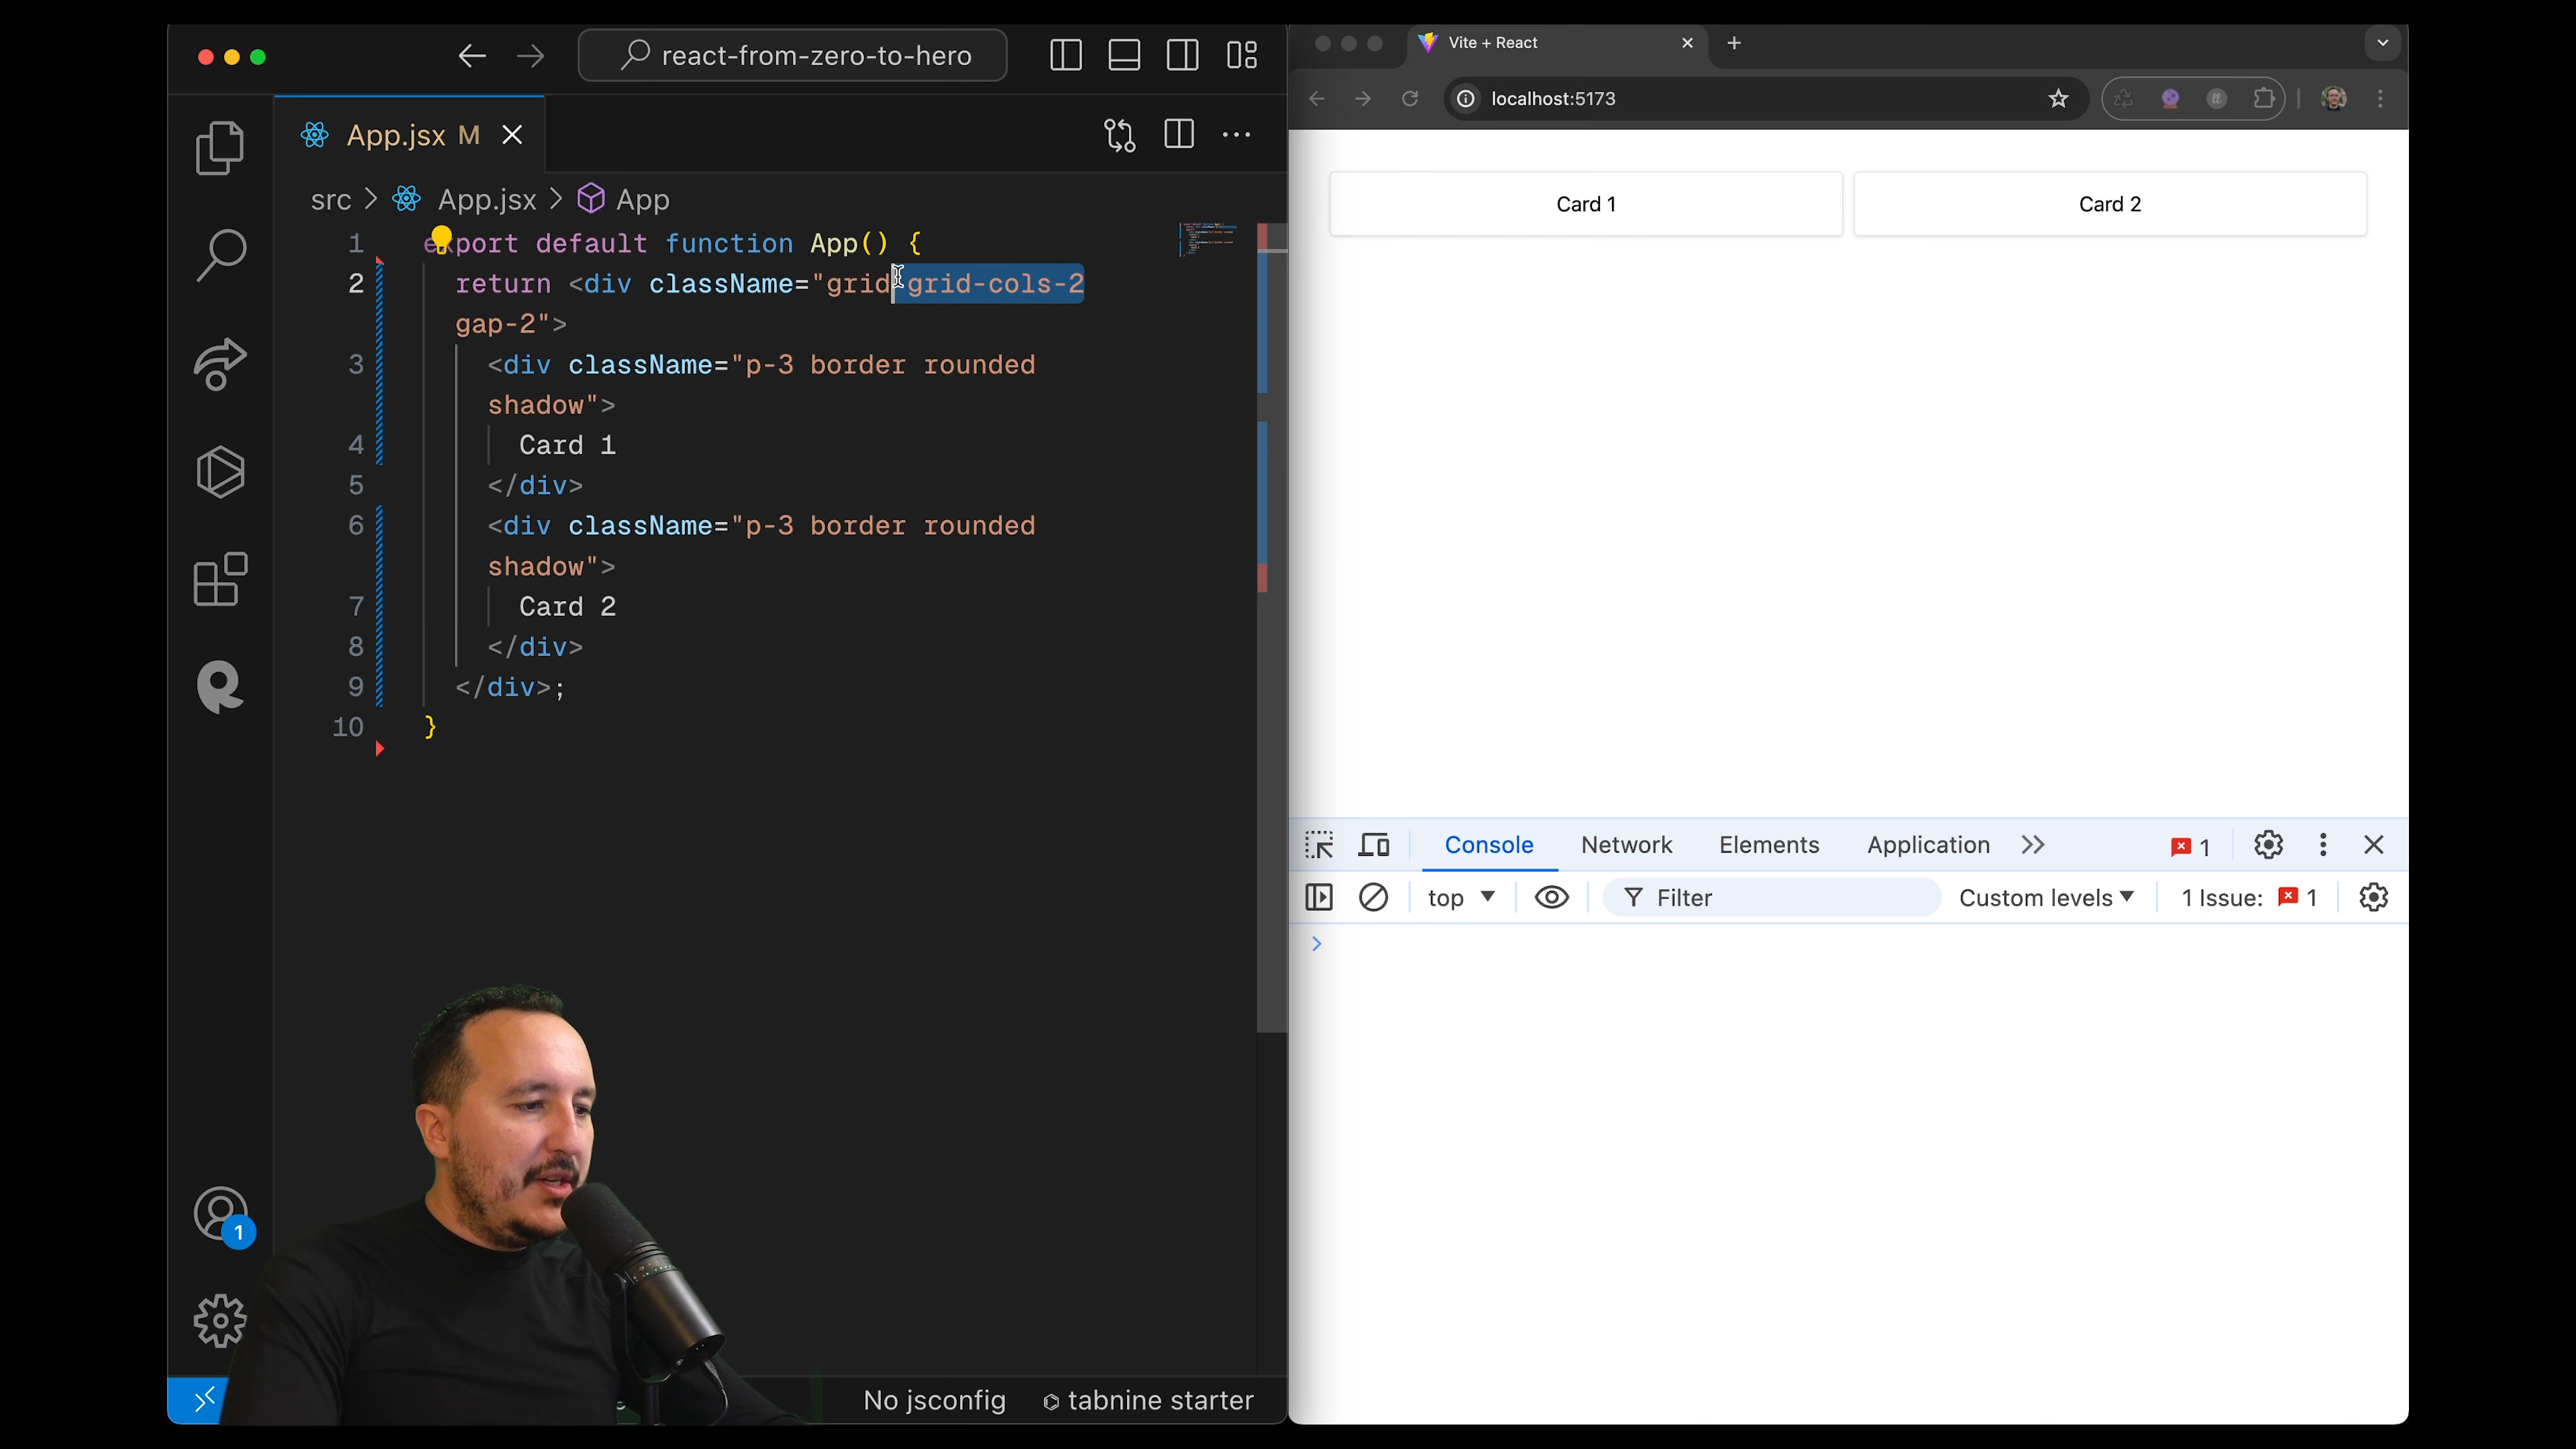 react-from-zero-to-hero
App.jsx M
src > App.jsx > App
1 export default function App() {
2 return <div className="grid grid-cols-2
gap-2">
3 <div className="p-3 border rounded
shadow">
4 Card 1
5 </div>
6 <div className="p-3 border rounded
shadow">
7 Card 2
8 </div>
9 </div>;
10 }
1
No jsconfig
tabnine starter
Vite + React
localhost:5173
Card 1
Card 2
Console Network Elements Application 1
top Filter Custom levels 1 Issue: 1